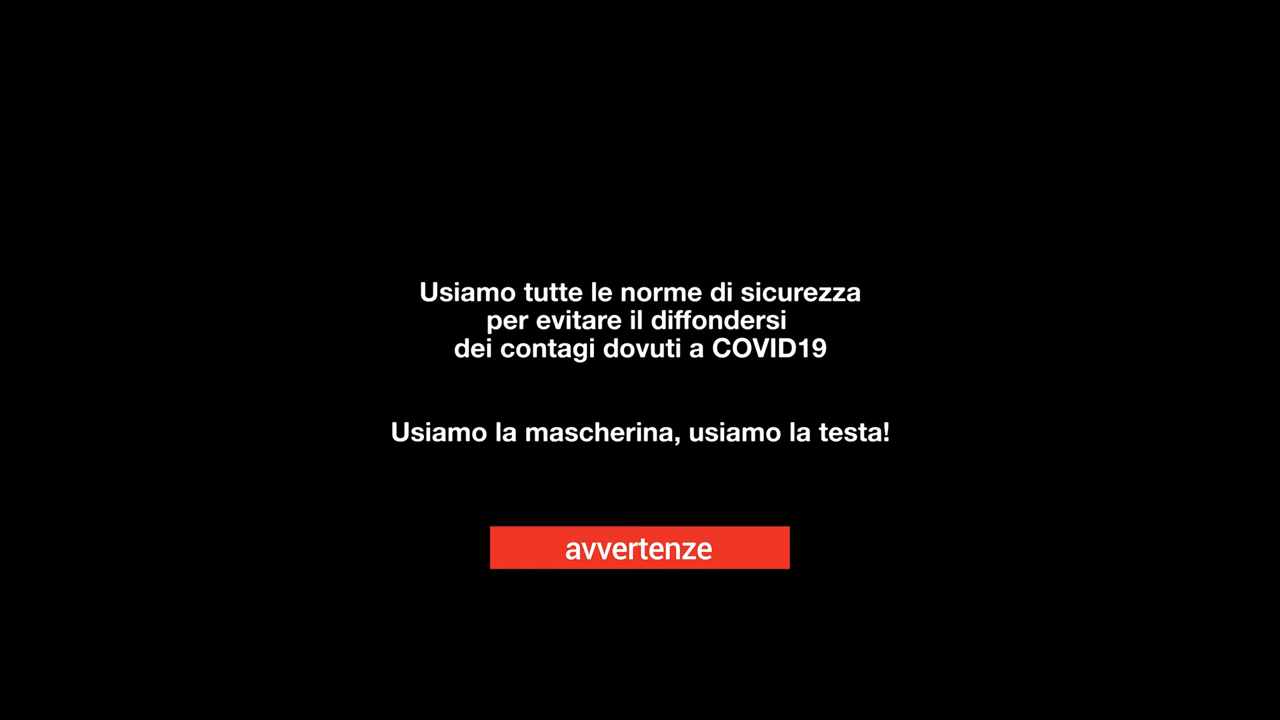 Usiamo tutte le norme di sicurezza
per evitare il diffondersi
dei contagi dovuti a COVID19
Usiamo la mascherina, usiamo la testa!
avvertenze